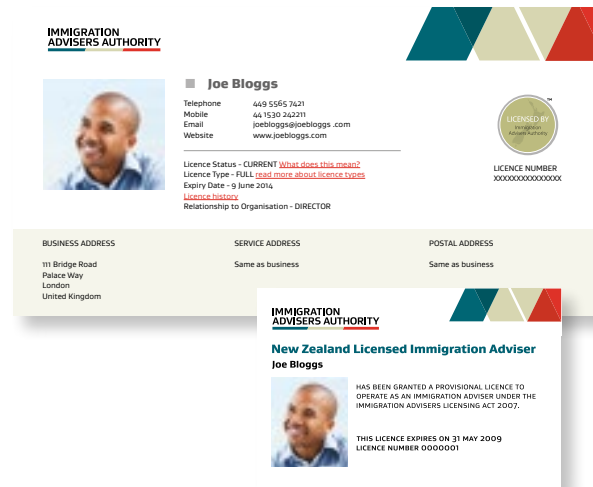 IMMIGRATION
ADVISERS AUTHORITY
Joe Bloggs
Telephone 449 5565 7421
Mobile 44 1530 242211
Email joebloggs@joebloggs .com
Website www.joebloggs.com
Licence Status - CURRENT What does this mean?
Licence Type - FULL read more about licence types
Expiry Date - 9 June 2014
Licence history
Relationship to Organisation - DIRECTOR
TM
LICENSED BY
Immigration
Advisers Authority
LICENCE NUMBER
XXXXXXXXXXXXXXX
BUSINESS ADDRESS
111 Bridge Road
Palace Way
London
United Kingdom
SERVICE ADDRESS
Same as business
POSTAL ADDRESS
Same as business
IMMIGRATION
ADVISERS AUTHORITY
New Zealand Licensed Immigration Adviser
Joe Bloggs
HAS BEEN GRANTED A PROVISIONAL LICENCE TO
OPERATE AS AN IMMIGRATION ADVISER UNDER THE
IMMIGRATION ADVISERS LICENSING ACT 2007.
THIS LICENCE EXPIRES ON 31 MAY 2009
LICENCE NUMBER 0000001